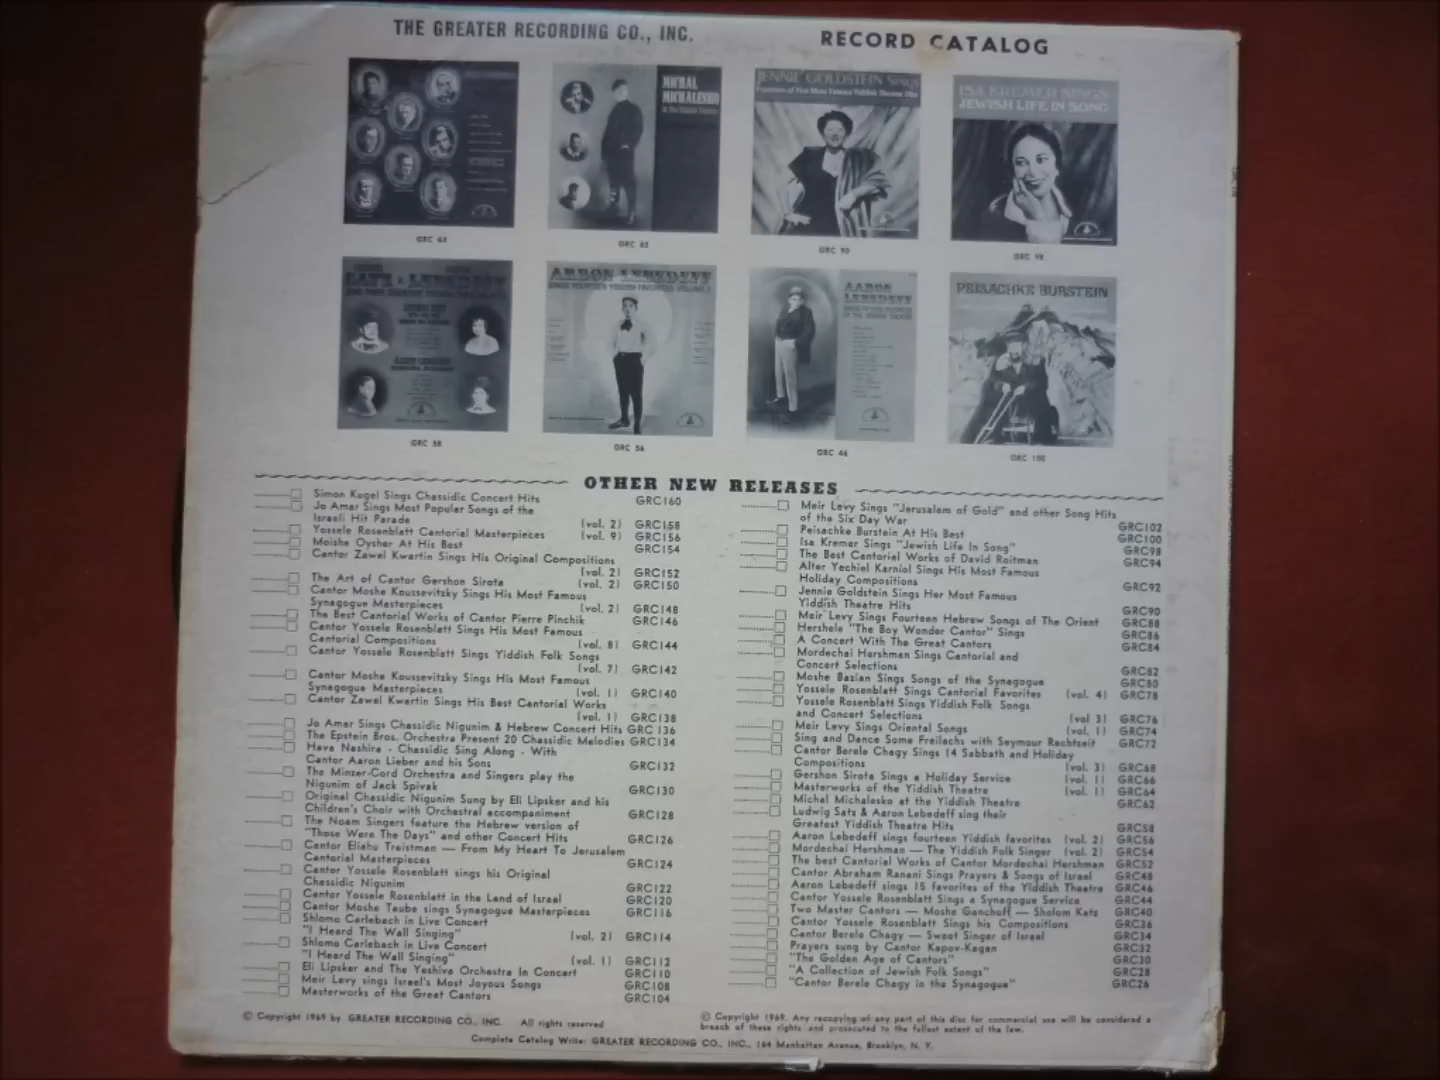 THE GREATER RECORDING CO., INC.
RECORD CATALOG
MICHAL
MICHALESKO
JENNIE GOLDSTEIN SINGS
ISA KREMER SINGS
JEWISH LIFE IN SONG
GRC 64
GRC 62
GRC 90
GRC 98
AARON LEBEDEFF
SINGS FOURTEEN YIDDISH FAVORITES VOLUME 2
AARON
LEBEDEFF
PEISACHKE BURSTEIN
GRC 58
GRC 56
GRC 46
GRC 100
OTHER NEW RELEASES
Simon Kugel Sings Chassidic Concert Hits GRC160
Jo Amar Sings Most Popular Songs of the
Israeli Hit Parade (vol. 2) GRC158
Yossele Rosenblatt Cantorial Masterpieces (vol. 9) GRC156
Moishe Oysher At His Best GRC154
Cantor Zawel Kwartin Sings His Original Compositions
(vol. 2) GRC152
The Art of Cantor Gershon Sirota (vol. 2) GRC150
Cantor Moshe Koussevitzky Sings His Most Famous
Synagogue Masterpieces (vol. 2) GRC148
The Best Cantorial Works of Cantor Pierre Pinchik GRC146
Cantor Yossele Rosenblatt Sings His Most Famous
Cantorial Compositions (vol. 8) GRC144
Cantor Yossele Rosenblatt Sings Yiddish Folk Songs
(vol. 7) GRC142
Cantor Moshe Koussevitzky Sings His Most Famous
Synagogue Masterpieces (vol. 1) GRC140
Cantor Zawel Kwartin Sings His Best Cantorial Works
(vol. 1) GRC138
Jo Amar Sings Chassidic Nigunim & Hebrew Concert Hits GRC 136
The Epstein Bros. Orchestra Present 20 Chassidic Melodies GRC134
Hava Nashira - Chassidic Sing Along - With
Cantor Aaron Lieber and his Sons GRC132
The Minzer-Cord Orchestra and Singers play the
Nigunim of Jack Spivak GRC130
Original Chassidic Nigunim Sung by Eli Lipsker and his
Children's Choir with Orchestral accompaniment GRC128
The Noam Singers feature the Hebrew version of
"Those Were The Days" and other Concert Hits GRC126
Cantor Eliahu Treistman — From My Heart To Jerusalem
Cantorial Masterpieces GRC124
Cantor Yossele Rosenblatt sings his Original
Chassidic Nigunim GRC122
Cantor Yossele Rosenblatt in the Land of Israel GRC120
Cantor Moshe Taube sings Synagogue Masterpieces GRC116
Shlomo Carlebach in Live Concert
"I Heard The Wall Singing" (vol. 2) GRC114
Shlomo Carlebach in Live Concert
"I Heard The Wall Singing" (vol. 1) GRC112
Eli Lipsker and The Yeshiva Orchestra In Concert GRC110
Meir Levy sings Israel's Most Joyous Songs GRC108
Masterworks of the Great Cantors GRC104
Meir Levy Sings "Jerusalem of Gold" and other Song Hits
of the Six Day War GRC102
Peisachke Burstein At His Best GRC100
Isa Kremer Sings "Jewish Life In Song" GRC98
The Best Cantorial Works of David Roitman GRC94
Alter Yechiel Karniol Sings His Most Famous
Holiday Compositions GRC92
Jennie Goldstein Sings Her Most Famous
Yiddish Theatre Hits GRC90
Meir Levy Sings Fourteen Hebrew Songs of The Orient GRC88
Hershele "The Boy Wonder Cantor" Sings GRC86
A Concert With The Great Cantors GRC84
Mordechai Hershman Sings Cantorial and
Concert Selections GRC82
Moshe Bazian Sings Songs of the Synagogue GRC80
Yossele Rosenblatt Sings Cantorial Favorites (vol. 4) GRC78
Yossele Rosenblatt Sings Yiddish Folk Songs
and Concert Selections (vol 3) GRC76
Meir Levy Sings Oriental Songs (vol. 1) GRC74
Sing and Dance Some Freilachs with Seymour Rechtzeit GRC72
Cantor Berele Chagy Sings 14 Sabbath and Holiday
Compositions (vol. 3) GRC68
Gershon Sirota Sings a Holiday Service (vol. 1) GRC66
Masterworks of the Yiddish Theatre (vol. 1) GRC64
Michal Michalesko at the Yiddish Theatre GRC62
Ludwig Satz & Aaron Lebedeff sing their
Greatest Yiddish Theatre Hits GRC58
Aaron Lebedeff sings fourteen Yiddish favorites (vol. 2) GRC56
Mordechai Hershman — The Yiddish Folk Singer (vol. 2) GRC54
The best Cantorial Works of Cantor Mordechai Hershman GRC52
Cantor Abraham Ranani Sings Prayers & Songs of Israel GRC48
Aaron Lebedeff sings 15 favorites of the Yiddish Theatre GRC46
Cantor Yossele Rosenblatt Sings a Synagogue Service GRC44
Two Master Cantors — Moshe Ganchoff — Sholom Katz GRC40
Cantor Yossele Rosenblatt Sings his Compositions GRC36
Cantor Berele Chagy — Sweet Singer of Israel GRC34
Prayers sung by Cantor Kapov-Kagan GRC32
"The Golden Age of Cantors" GRC30
"A Collection of Jewish Folk Songs" GRC28
"Cantor Berele Chagy in the Synagogue" GRC26
© Copyright 1969 by GREATER RECORDING CO., INC. All rights reserved
© Copyright 1969. Any recopying of any part of this disc for commercial use will be considered a
breach of these rights and prosecuted to the fullest extent of the law.
Complete Catalog Write: GREATER RECORDING CO., INC., 164 Manhattan Avenue, Brooklyn, N. Y.